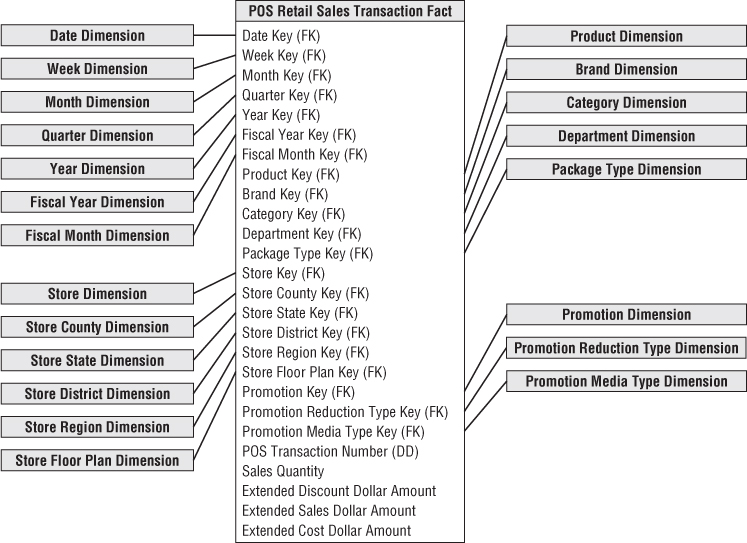 POS Retail Sales Transaction Fact
Date Key (FK)
Week Key (FK)
Month Key (FK)
Quarter Key (FK)
Year Key (FK)
Fiscal Year Key (FK)
Fiscal Month Key (FK)
Product Key (FK)
Brand Key (FK)
Category Key (FK)
Department Key (FK)
Package Type Key (FK)
Store Key (FK)
Store County Key (FK)
Store State Key (FK)
Store District Key (FK)
Store Region Key (FK)
Store Floor Plan Key (FK)
Promotion Key (FK)
Promotion Reduction Type Key (FK)
Promotion Media Type Key (FK)
POS Transaction Number (DD)
Sales Quantity
Extended Discount Dollar Amount
Extended Sales Dollar Amount
Extended Cost Dollar Amount
Date Dimension
Week Dimension
Month Dimension
Quarter Dimension
Year Dimension
Fiscal Year Dimension
Fiscal Month Dimension
Store Dimension
Store County Dimension
Store State Dimension
Store District Dimension
Store Region Dimension
Store Floor Plan Dimension
Product Dimension
Brand Dimension
Category Dimension
Department Dimension
Package Type Dimension
Promotion Dimension
Promotion Reduction Type Dimension
Promotion Media Type Dimension